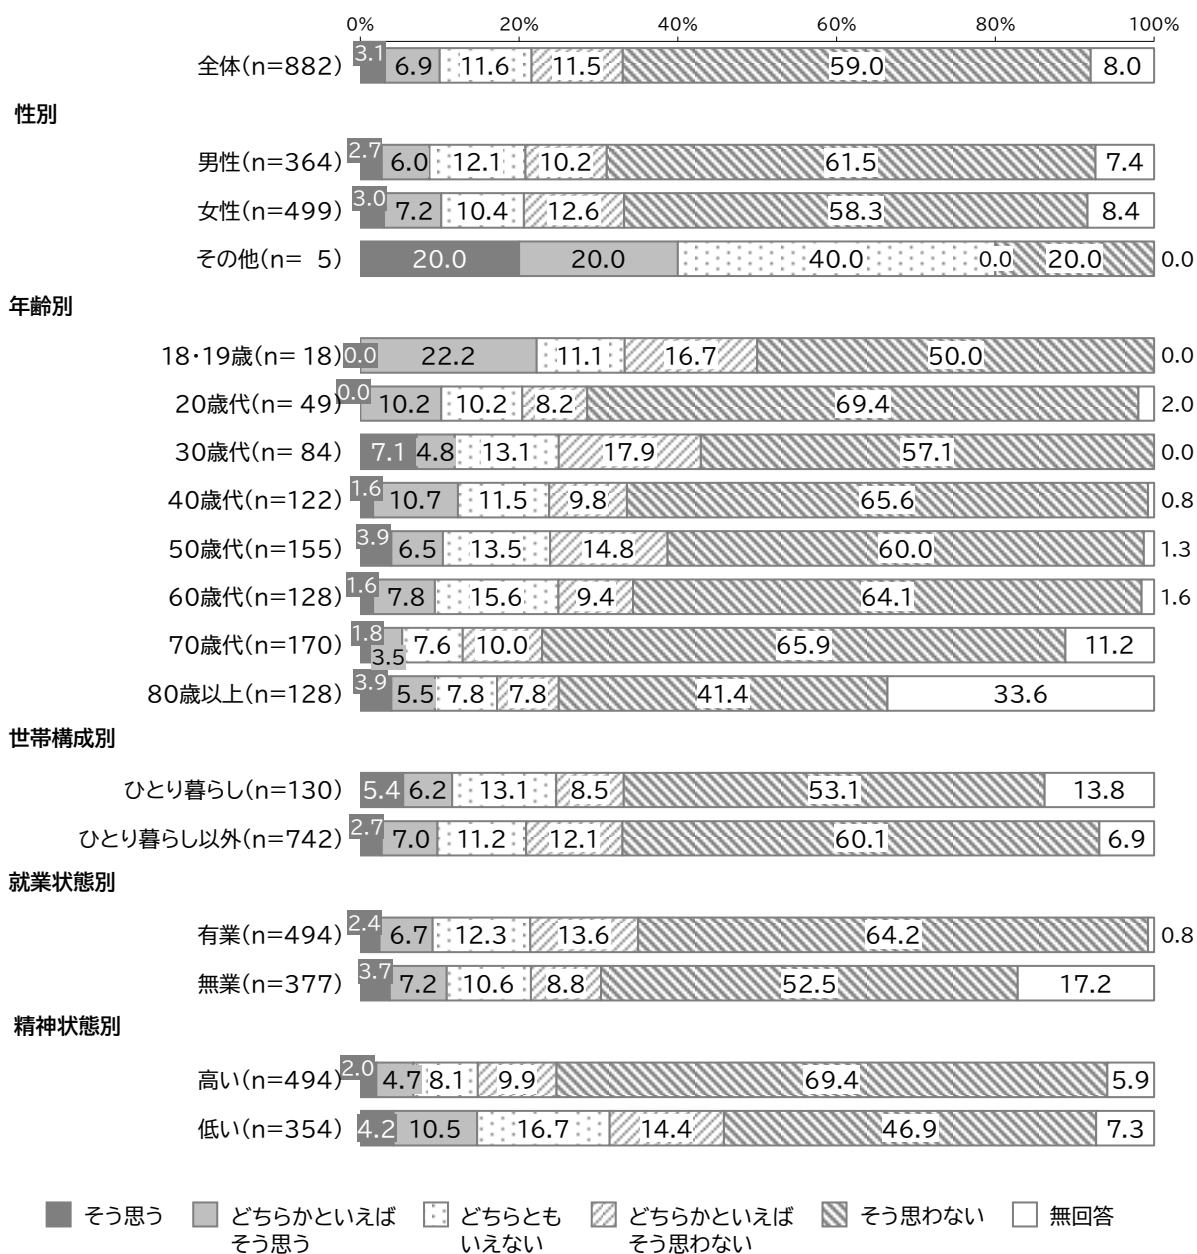 0% 20% 40% 60% 80% 100%
全体(n=882) 3.1 6.9 11.6 11.5 59.0 8.0
性別
男性(n=364) 2.7 6.0 12.1 10.2 61.5 7.4
女性(n=499) 3.0 7.2 10.4 12.6 58.3 8.4
その他(n= 5) 20.0 20.0 40.0 0.0 20.0 0.0
年齢別
18・19歳(n= 18) 0.0 22.2 11.1 16.7 50.0 0.0
20歳代(n= 49) 0.0 10.2 10.2 8.2 69.4 2.0
30歳代(n= 84) 7.1 4.8 13.1 17.9 57.1 0.0
40歳代(n=122) 1.6 10.7 11.5 9.8 65.6 0.8
50歳代(n=155) 3.9 6.5 13.5 14.8 60.0 1.3
60歳代(n=128) 1.6 7.8 15.6 9.4 64.1 1.6
70歳代(n=170) 1.8 3.5 7.6 10.0 65.9 11.2
80歳以上(n=128) 3.9 5.5 7.8 7.8 41.4 33.6
世帯構成別
ひとり暮らし(n=130) 5.4 6.2 13.1 8.5 53.1 13.8
ひとり暮らし以外(n=742) 2.7 7.0 11.2 12.1 60.1 6.9
就業状態別
有業(n=494) 2.4 6.7 12.3 13.6 64.2 0.8
無業(n=377) 3.7 7.2 10.6 8.8 52.5 17.2
精神状態別
高い(n=494) 2.0 4.7 8.1 9.9 69.4 5.9
低い(n=354) 4.2 10.5 16.7 14.4 46.9 7.3
そう思う どちらかといえば どちらとも どちらかといえば そう思わない 無回答
そう思う いえない そう思わない